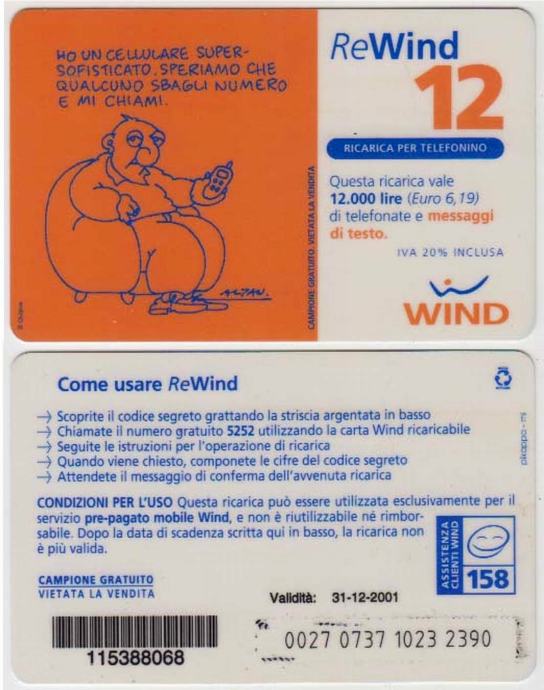 HO UN CELLULARE SUPER-
SOFISTICATO. SPERIAMO CHE
QUALCUNO SBAGLI NUMERO
E MI CHIAMI.
ALTAN.
CAMPIONE GRATUITO. VIETATA LA VENDITA
ReWind
12
RICARICA PER TELEFONINO
Questa ricarica vale
12.000 lire (Euro 6,19)
di telefonate e messaggi
di testo.
IVA 20% INCLUSA
WIND
Come usare ReWind
→ Scoprite il codice segreto grattando la striscia argentata in basso
→ Chiamate il numero gratuito 5252 utilizzando la carta Wind ricaricabile
→ Seguite le istruzioni per l'operazione di ricarica
→ Quando viene chiesto, componete le cifre del codice segreto
→ Attendete il messaggio di conferma dell'avvenuta ricarica
pikappa - mi
CONDIZIONI PER L'USO Questa ricarica può essere utilizzata esclusivamente per il
servizio pre-pagato mobile Wind, e non è riutilizzabile né rimbor-
sabile. Dopo la data di scadenza scritta qui in basso, la ricarica non
è più valida.
ASSISTENZA
CLIENTI WIND
158
CAMPIONE GRATUITO
VIETATA LA VENDITA
Validità: 31-12-2001
115388068
0027 0737 1023 2390